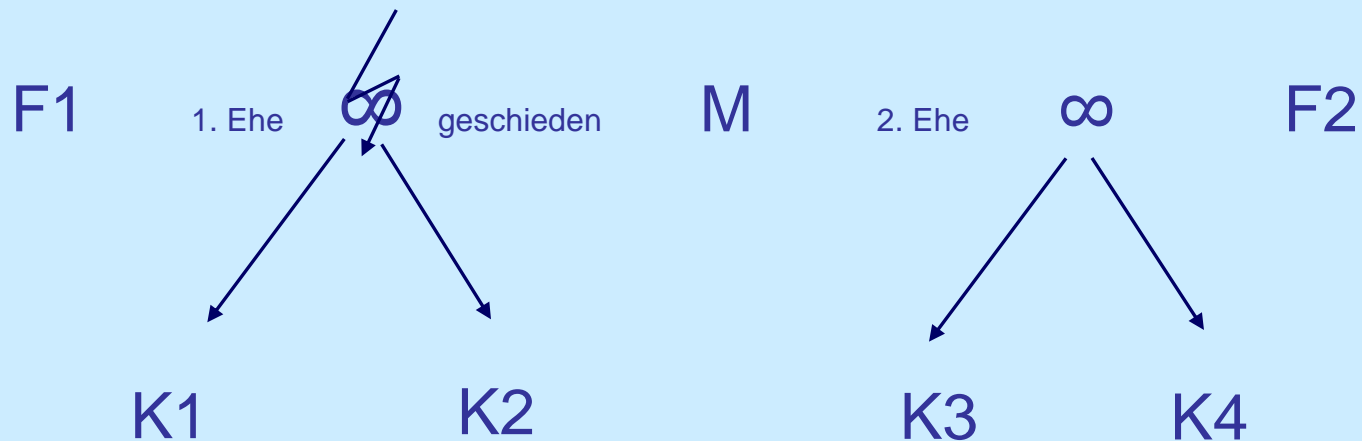 F1 1. Ehe ∞ geschieden M 2. Ehe ∞ F2
K1 K2 K3 K4